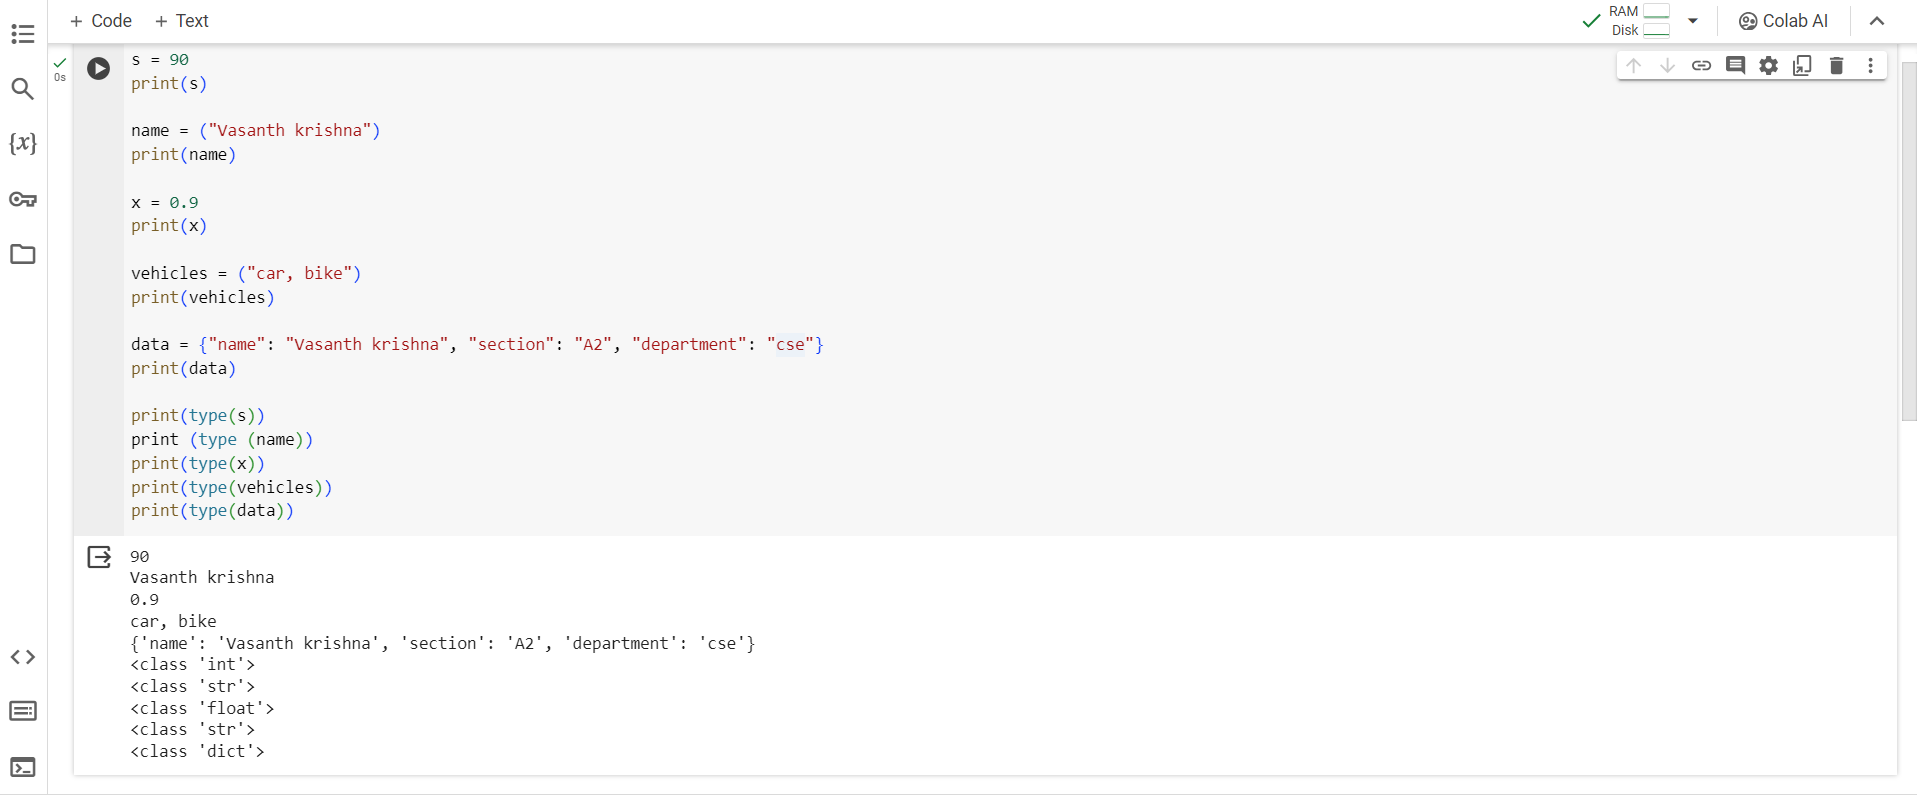 + Code + Text
RAM
Disk
Colab AI
0s
{x}
s = 90
print(s)
name = ("Vasanth krishna")
print(name)
x = 0.9
print(x)
vehicles = ("car, bike")
print(vehicles)
data = {"name": "Vasanth krishna", "section": "A2", "department": "cse"}
print(data)
print(type(s))
print (type (name))
print(type(x))
print(type(vehicles))
print(type(data))
90
Vasanth krishna
0.9
car, bike
{'name': 'Vasanth krishna', 'section': 'A2', 'department': 'cse'}
<class 'int'>
<class 'str'>
<class 'float'>
<class 'str'>
<class 'dict'>